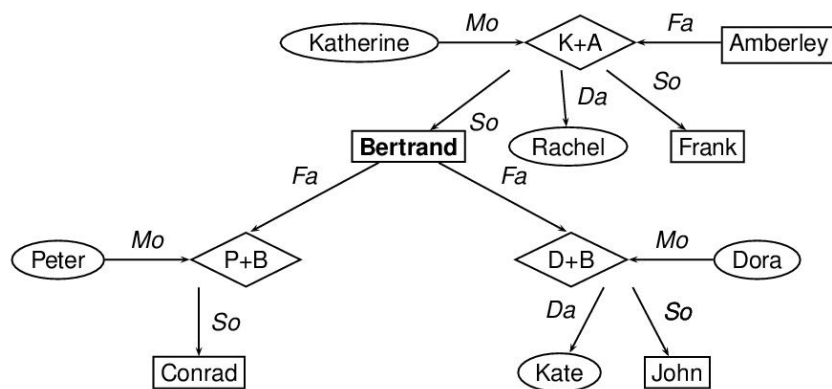 Katherine Mo K+A Fa Amberley
So Da So
Bertrand Rachel Frank
Fa Fa
Peter Mo P+B D+B Mo Dora
So Da So
Conrad Kate John